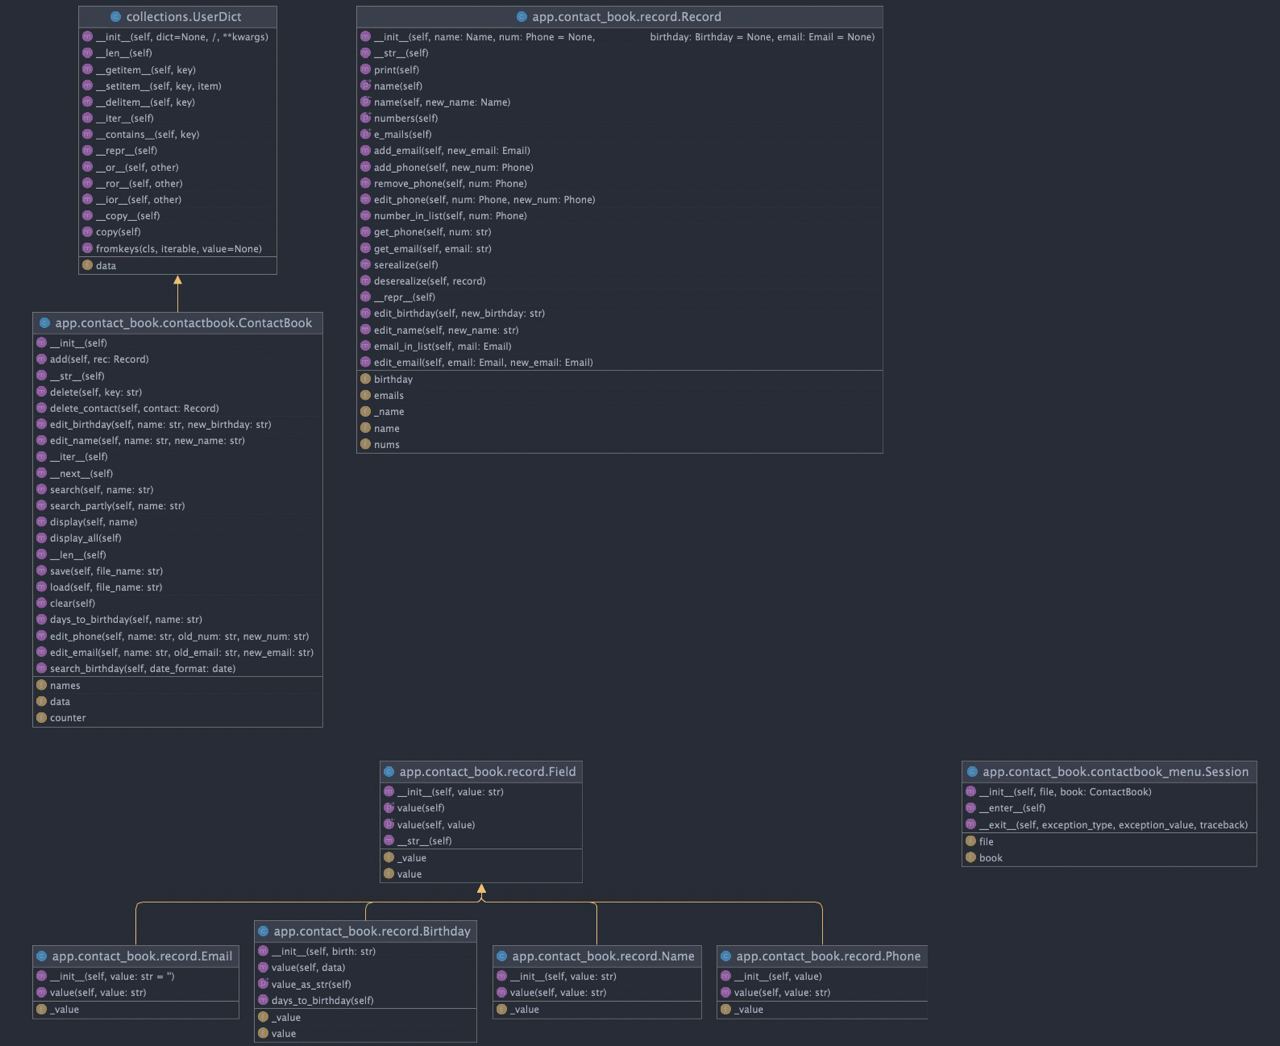 collections.UserDict
__init__(self, dict=None, /, **kwargs)
__len__(self)
__getitem__(self, key)
__setitem__(self, key, item)
__delitem__(self, key)
__iter__(self)
__contains__(self, key)
__repr__(self)
__or__(self, other)
__ror__(self, other)
__ior__(self, other)
__copy__(self)
copy(self)
fromkeys(cls, iterable, value=None)
data
app.contact_book.record.Record
__init__(self, name: Name, num: Phone = None, birthday: Birthday = None, email: Email = None)
__str__(self)
print(self)
name(self)
name(self, new_name: Name)
numbers(self)
e_mails(self)
add_email(self, new_email: Email)
add_phone(self, new_num: Phone)
remove_phone(self, num: Phone)
edit_phone(self, num: Phone, new_num: Phone)
number_in_list(self, num: Phone)
get_phone(self, num: str)
get_email(self, email: str)
serealize(self)
deserealize(self, record)
__repr__(self)
edit_birthday(self, new_birthday: str)
edit_name(self, new_name: str)
email_in_list(self, mail: Email)
edit_email(self, email: Email, new_email: Email)
birthday
emails
_name
name
nums
app.contact_book.contactbook.ContactBook
__init__(self)
add(self, rec: Record)
__str__(self)
delete(self, key: str)
delete_contact(self, contact: Record)
edit_birthday(self, name: str, new_birthday: str)
edit_name(self, name: str, new_name: str)
__iter__(self)
__next__(self)
search(self, name: str)
search_partly(self, name: str)
display(self, name)
display_all(self)
__len__(self)
save(self, file_name: str)
load(self, file_name: str)
clear(self)
days_to_birthday(self, name: str)
edit_phone(self, name: str, old_num: str, new_num: str)
edit_email(self, name: str, old_email: str, new_email: str)
search_birthday(self, date_format: date)
names
data
counter
app.contact_book.record.Field
__init__(self, value: str)
value(self)
value(self, value)
__str__(self)
_value
value
app.contact_book.contactbook_menu.Session
__init__(self, file, book: ContactBook)
__enter__(self)
__exit__(self, exception_type, exception_value, traceback)
file
book
app.contact_book.record.Email
__init__(self, value: str = '')
value(self, value: str)
_value
app.contact_book.record.Birthday
__init__(self, birth: str)
value(self, data)
value_as_str(self)
days_to_birthday(self)
_value
value
app.contact_book.record.Name
__init__(self, value: str)
value(self, value: str)
_value
app.contact_book.record.Phone
__init__(self, value)
value(self, value: str)
_value